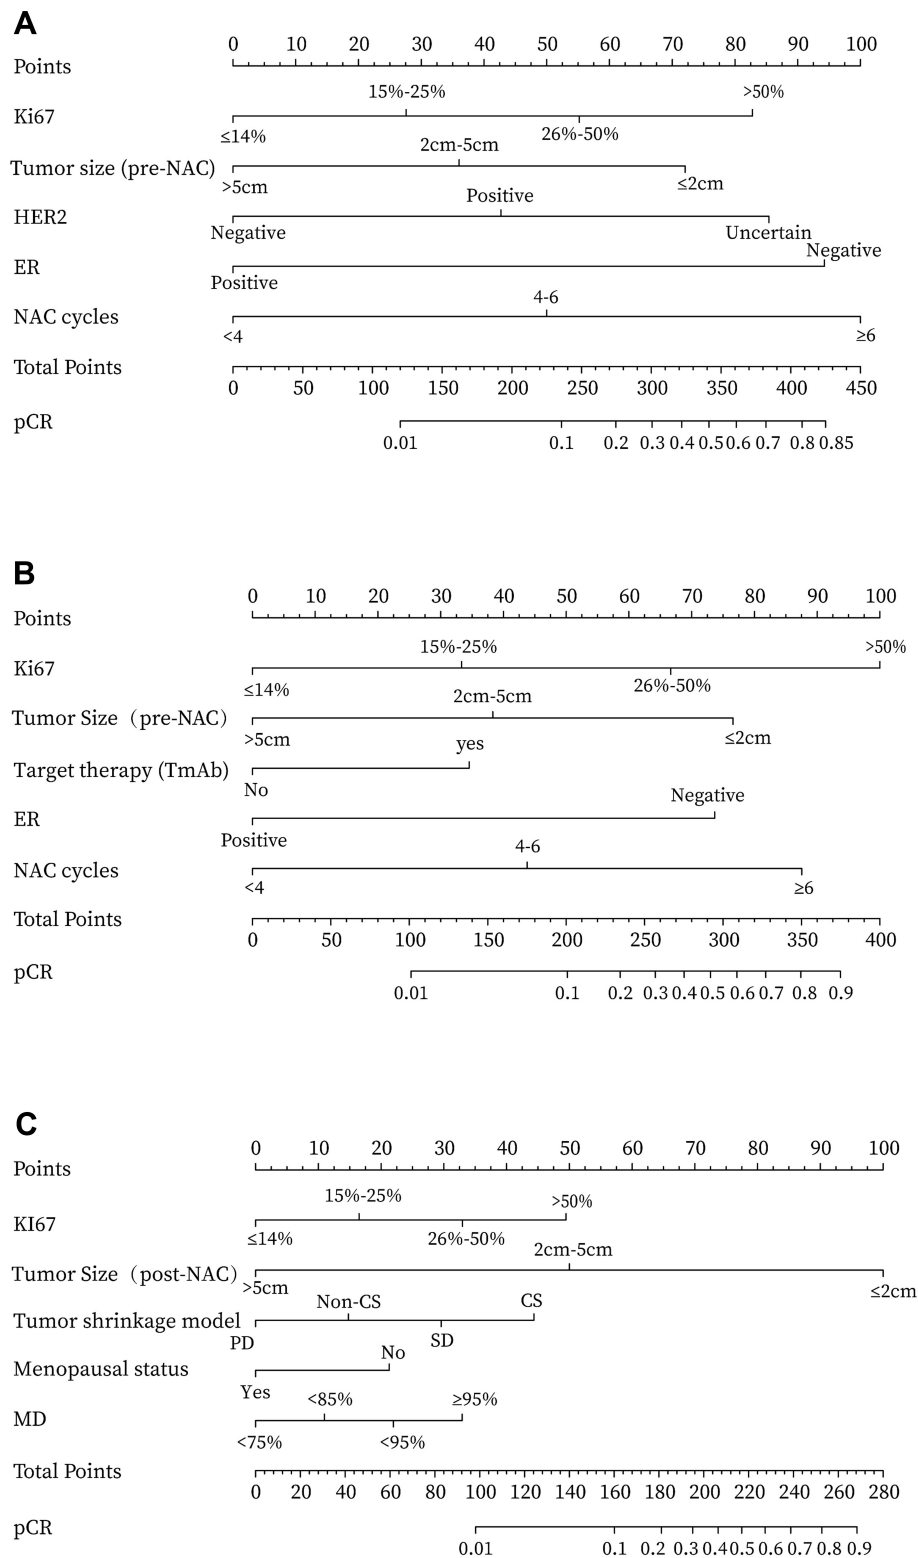 A
0 10 20 30 40 50 60 70 80 90 100
Points
15%-25% >50%
Ki67
≤14% 26%-50%
2cm-5cm
Tumor size (pre-NAC)
>5cm ≤2cm
Positive
HER2
Negative Uncertain
Negative
ER
Positive
4-6
NAC cycles
<4 ≥6
Total Points
0 50 100 150 200 250 300 350 400 450
pCR
0.01 0.1 0.2 0.3 0.4 0.5 0.6 0.7 0.8 0.85
B
0 10 20 30 40 50 60 70 80 90 100
Points
15%-25% >50%
Ki67
≤14% 26%-50%
2cm-5cm
Tumor Size（pre-NAC）
>5cm ≤2cm
yes
Target therapy (TmAb)
No
Negative
ER
Positive
4-6
NAC cycles
<4 ≥6
Total Points
0 50 100 150 200 250 300 350 400
pCR
0.01 0.1 0.2 0.3 0.4 0.5 0.6 0.7 0.8 0.9
C
0 10 20 30 40 50 60 70 80 90 100
Points
15%-25% >50%
KI67
≤14% 26%-50%
2cm-5cm
Tumor Size（post-NAC）
>5cm ≤2cm
Non-CS CS
Tumor shrinkage model
PD SD
No
Menopausal status
Yes
<85% ≥95%
MD
<75% <95%
Total Points
0 20 40 60 80 100 120 140 160 180 200 220 240 260 280
pCR
0.01 0.1 0.2 0.3 0.4 0.5 0.6 0.7 0.8 0.9